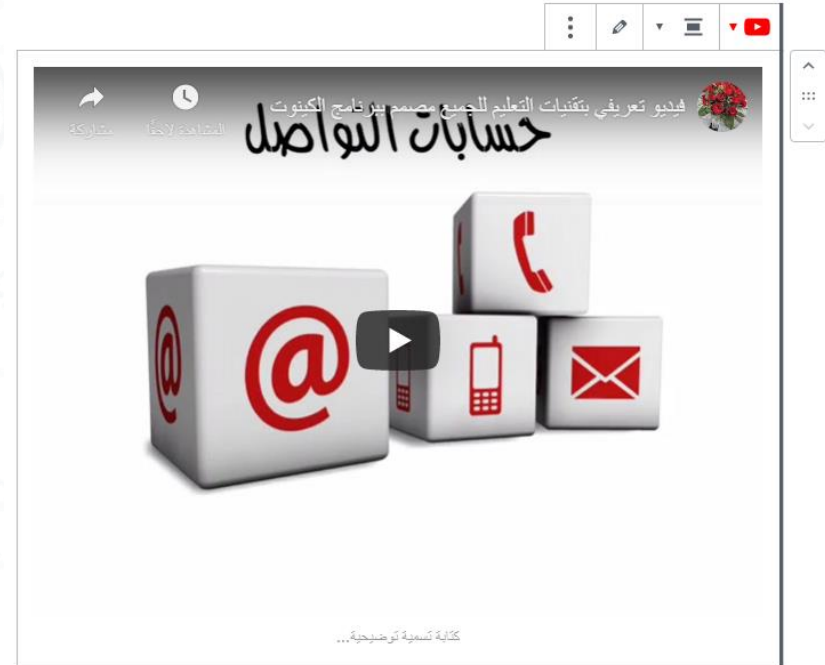 فيديو تعريفي بتقنيات التعليم للجميع مصمم ببرنامج الكينوت
المشاهدة لاحقًا
مشاركة
حسابات التواصل
كتابة تسمية توضيحية...